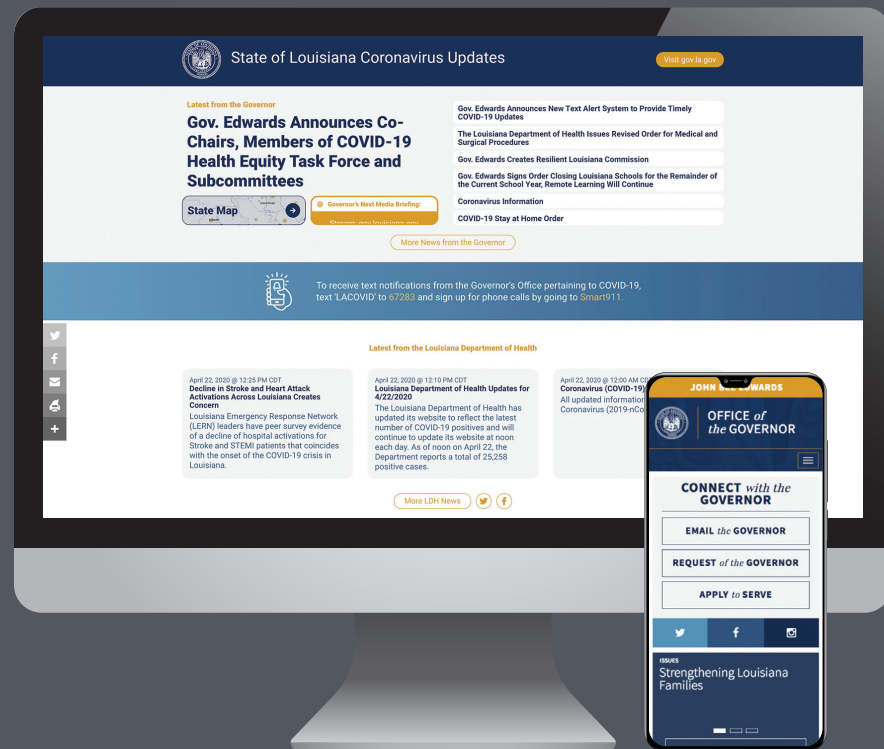 State of Louisiana Coronavirus Updates
Visit gov.la.gov
Latest from the Governor
Gov. Edwards Announces Co-
Chairs, Members of COVID-19
Health Equity Task Force and
Subcommittees
State Map
Governor's Next Media Briefing:
Stream: gov.louisiana.gov
Gov. Edwards Announces New Text Alert System to Provide Timely
COVID-19 Updates
The Louisiana Department of Health Issues Revised Order for Medical and
Surgical Procedures
Gov. Edwards Creates Resilient Louisiana Commission
Gov. Edwards Signs Order Closing Louisiana Schools for the Remainder of
the Current School Year, Remote Learning Will Continue
Coronavirus Information
COVID-19 Stay at Home Order
More News from the Governor
To receive text notifications from the Governor's Office pertaining to COVID-19,
text 'LACOVID' to 67283 and sign up for phone calls by going to Smart911.
Latest from the Louisiana Department of Health
April 22, 2020 @ 12:25 PM CDT
Decline in Stroke and Heart Attack
Activations Across Louisiana Creates
Concern
Louisiana Emergency Response Network
(LERN) leaders have peer survey evidence
of a decline of hospital activations for
Stroke and STEMI patients that coincides
with the onset of the COVID-19 crisis in
Louisiana.
April 22, 2020 @ 12:10 PM CDT
Louisiana Department of Health Updates for
4/22/2020
The Louisiana Department of Health has
updated its website to reflect the latest
number of COVID-19 positives and will
continue to update its website at noon
each day. As of noon on April 22, the
Department reports a total of 25,258
positive cases.
April 22, 2020 @ 12:00 AM
Coronavirus (COVID-19)
All updated information
Coronavirus (2019-nCo
More LDH News
JOHN BEL EDWARDS
OFFICE of
the GOVERNOR
CONNECT with the
GOVERNOR
EMAIL the GOVERNOR
REQUEST of the GOVERNOR
APPLY to SERVE
ISSUES
Strengthening Louisiana
Families